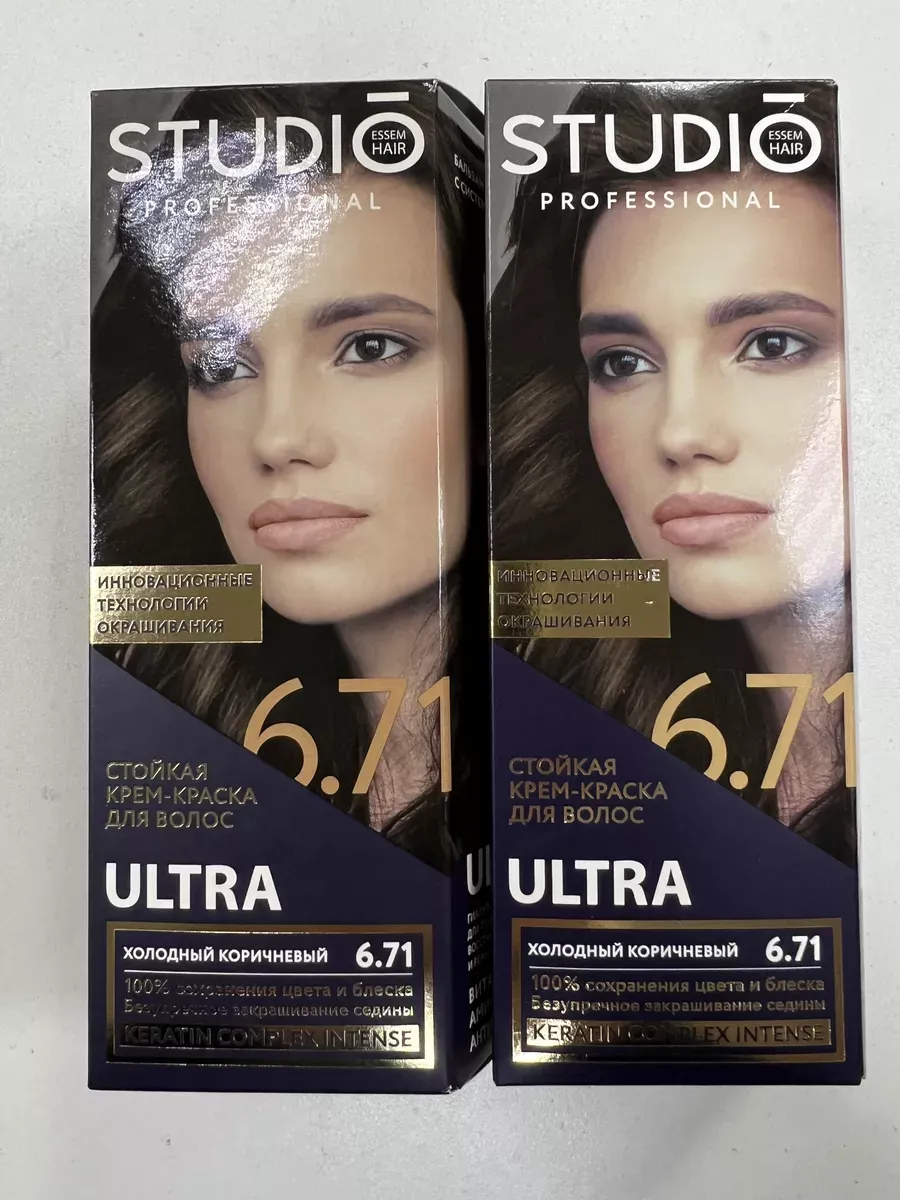 STUDIŌ
ESSEM
HAIR
PROFESSIONAL
ИННОВАЦИОННЫЕ
ТЕХНОЛОГИИ
ОКРАШИВАНИЯ
6.71
СТОЙКАЯ
КРЕМ-КРАСКА
ДЛЯ ВОЛОС
ULTRA
ХОЛОДНЫЙ КОРИЧНЕВЫЙ 6.71
100% сохранения цвета и блеска
Безупречное закрашивание седины
KERATIN COMPLEX INTENSE
STUDIŌ
ESSEM
HAIR
PROFESSIONAL
ИННОВАЦИОННЫЕ
ТЕХНОЛОГИИ
ОКРАШИВАНИЯ
6.71
СТОЙКАЯ
КРЕМ-КРАСКА
ДЛЯ ВОЛОС
ULTRA
ХОЛОДНЫЙ КОРИЧНЕВЫЙ 6.71
100% сохранения цвета и блеска
Безупречное закрашивание седины
KERATIN COMPLEX INTENSE